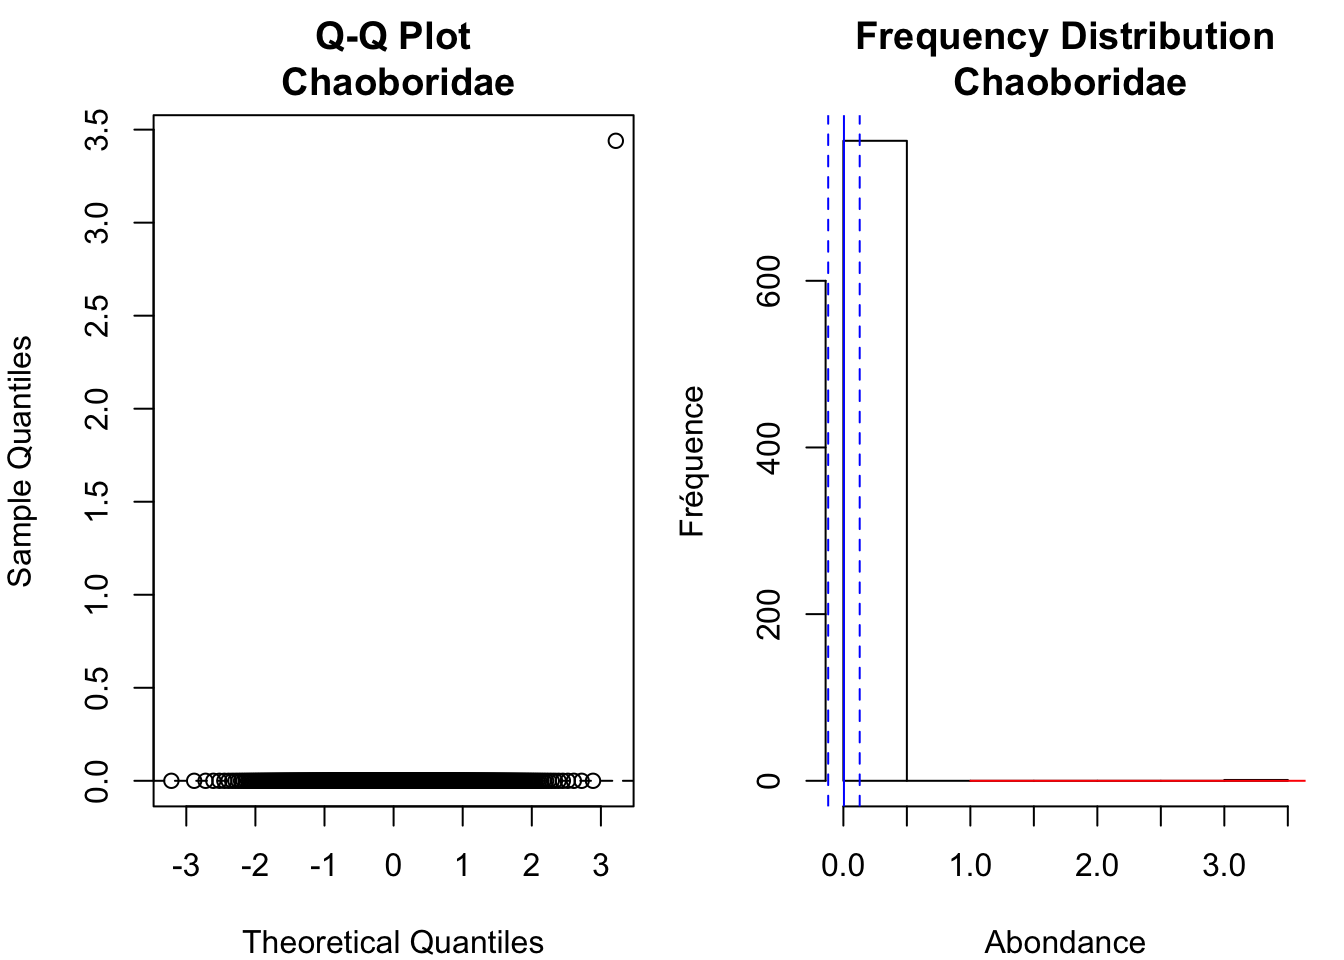 Q-Q Plot
Chaoboridae
Sample Quantiles
3.5
3.0
2.5
2.0
1.5
1.0
0.5
0.0
-3 -2 -1 0 1 2 3
Theoretical Quantiles
Frequency Distribution
Chaoboridae
Fréquence
600
400
200
0
0.0 1.0 2.0 3.0
Abondance